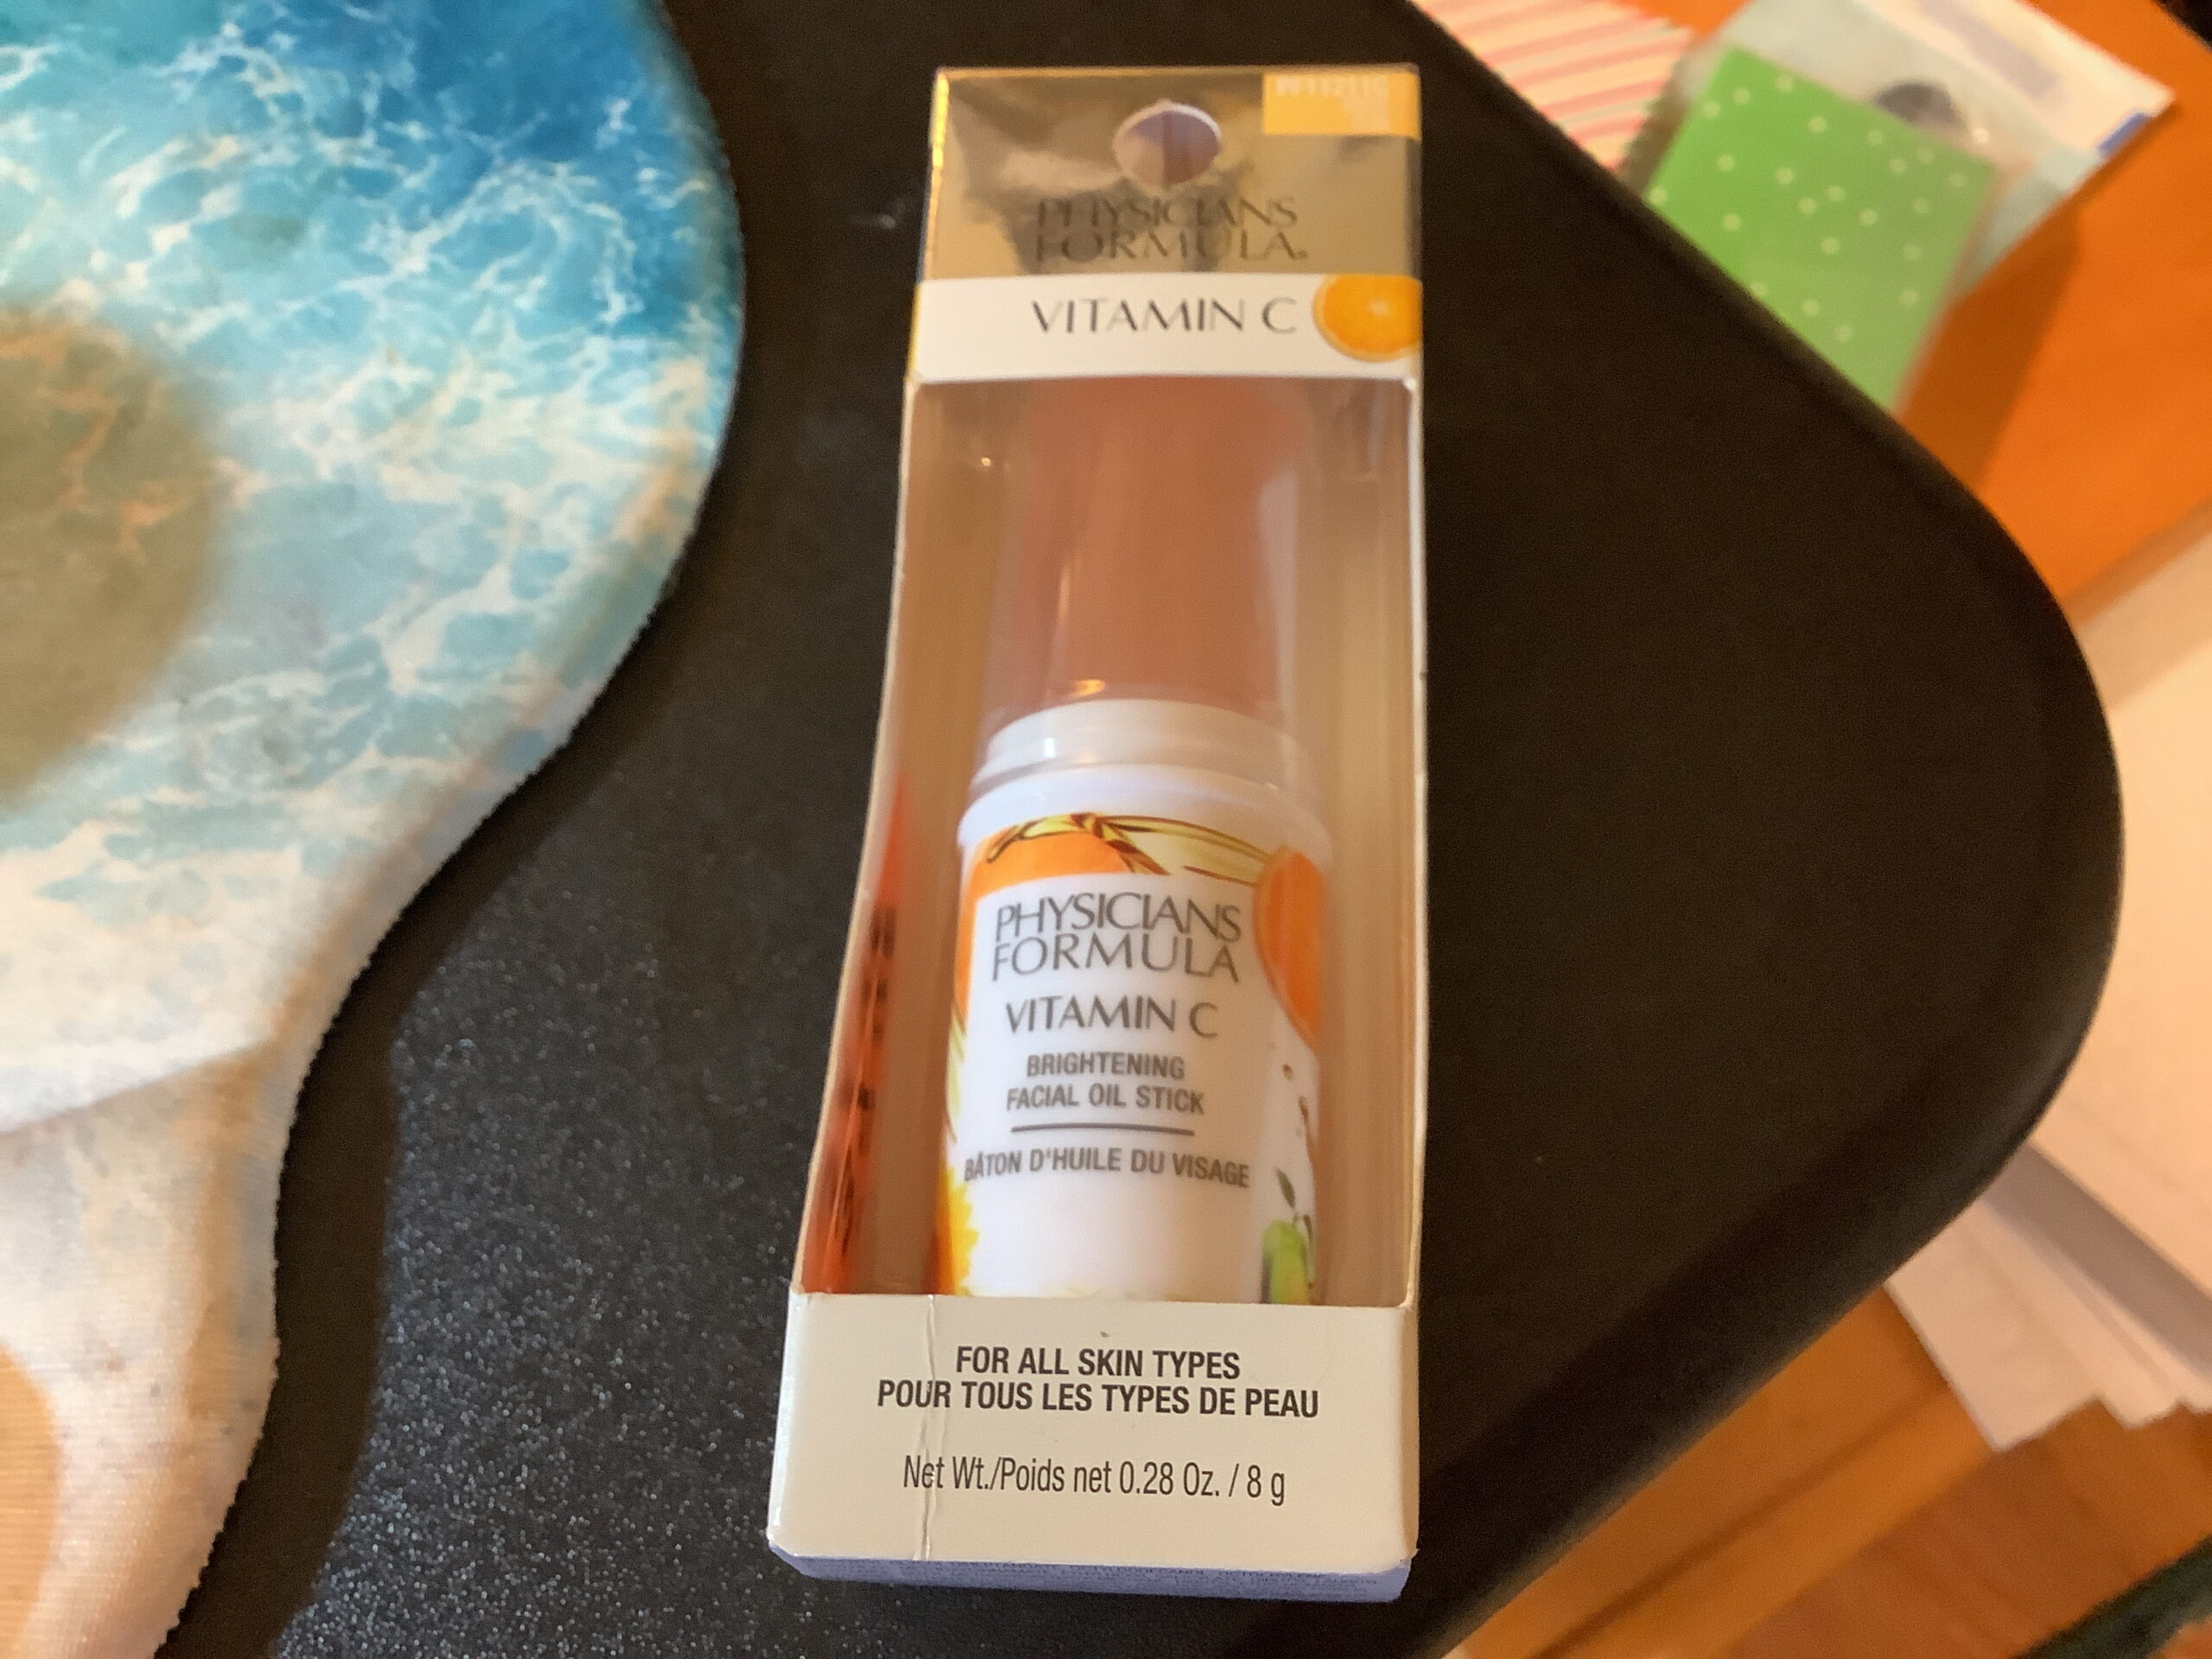 PHYSICIANS
FORMULA®
VITAMIN C
PHYSICIANS
FORMULA
VITAMIN C
BRIGHTENING
FACIAL OIL STICK
BÂTON D'HUILE DU VISAGE
FOR ALL SKIN TYPES
POUR TOUS LES TYPES DE PEAU
Net Wt./Poids net 0.28 Oz. / 8 g